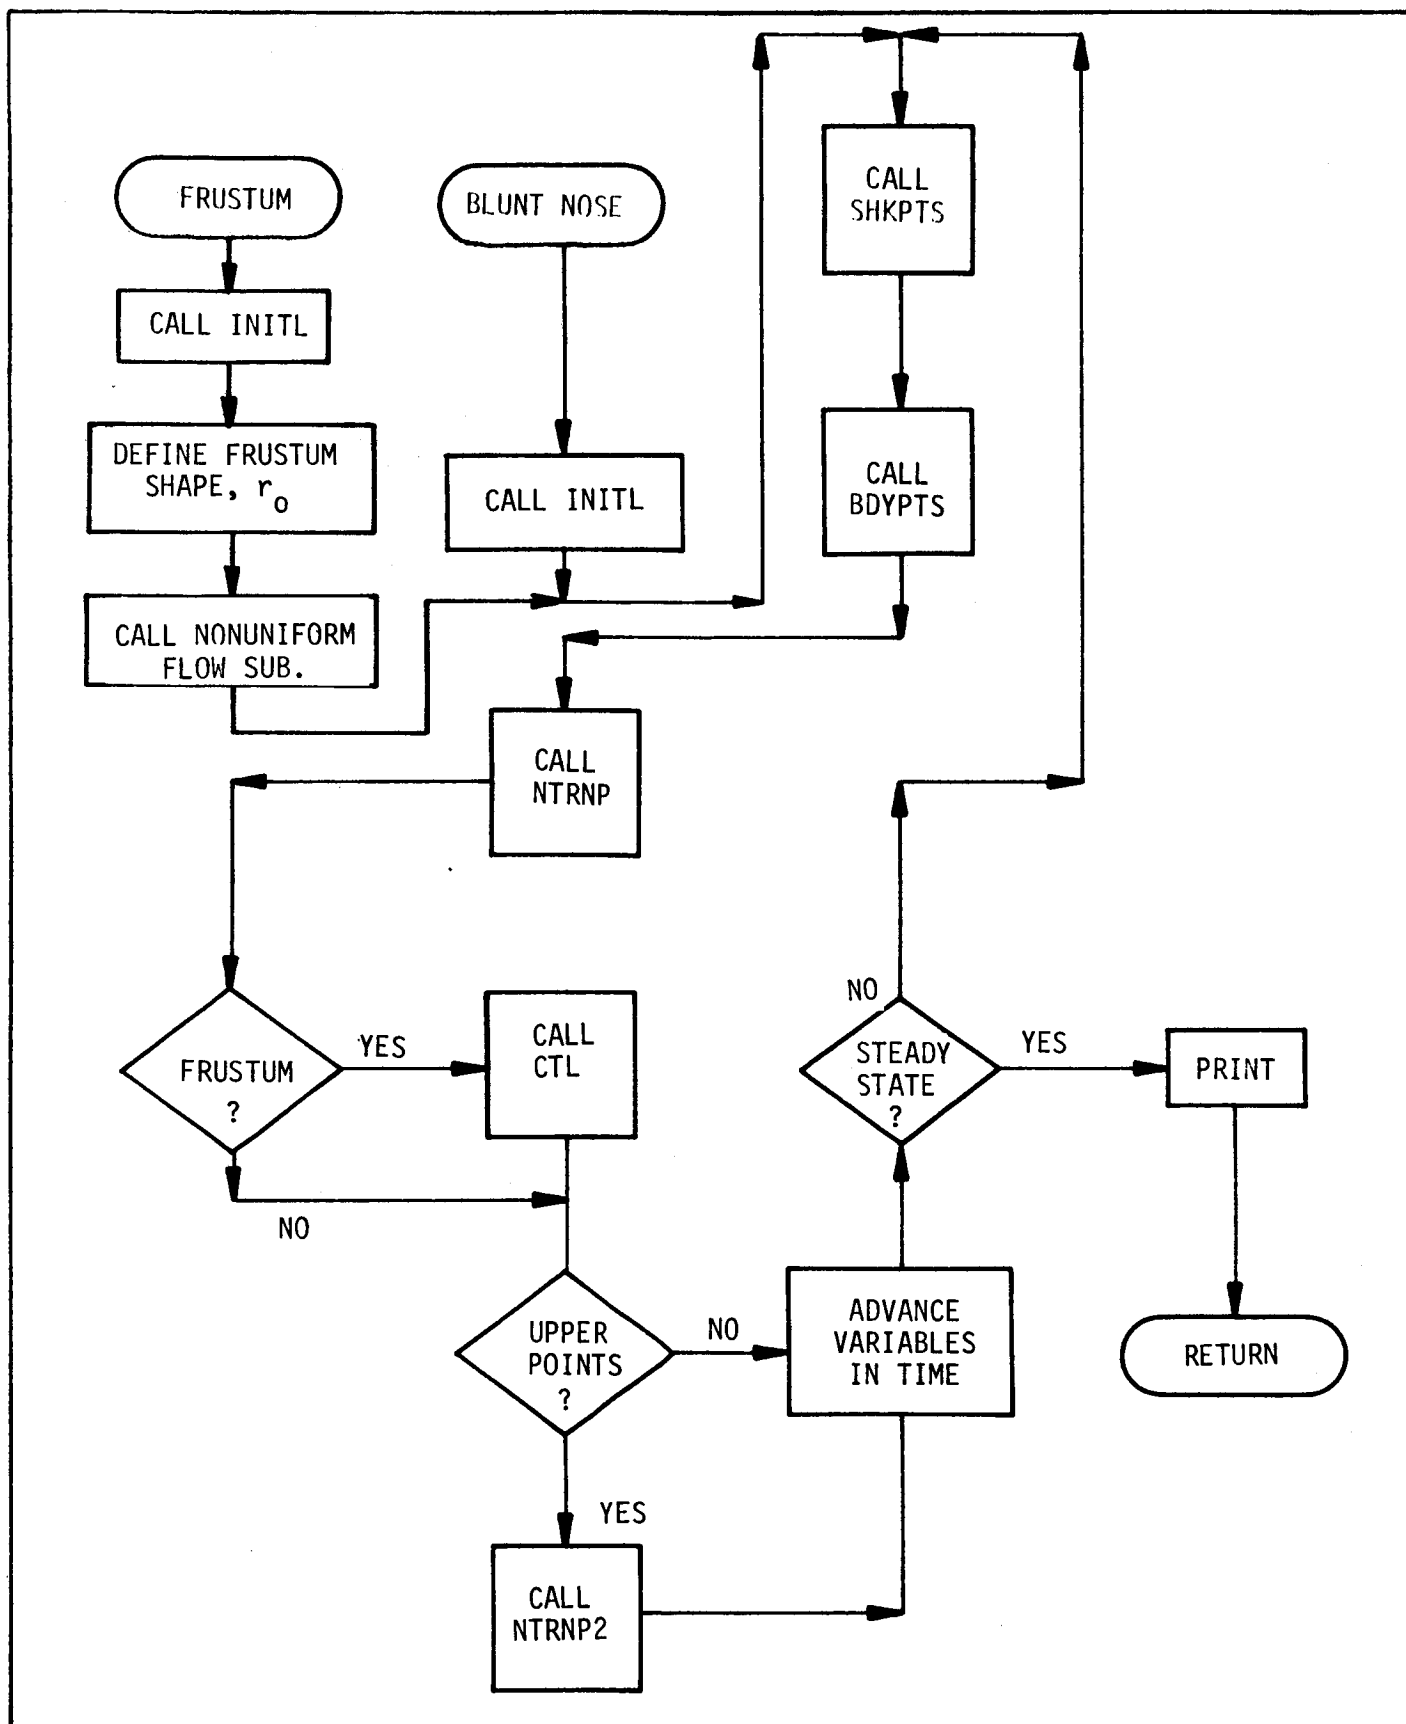 FRUSTUM
BLUNT NOSE
CALL
SHKPTS
CALL INITL
DEFINE FRUSTUM
SHAPE, r_o
CALL INITL
CALL
BDYPTS
CALL NONUNIFORM
FLOW SUB.
CALL
NTRNP
FRUSTUM
?
YES
NO
CALL
CTL
NO
STEADY
STATE
?
YES
PRINT
UPPER
POINTS
?
NO
YES
ADVANCE
VARIABLES
IN TIME
RETURN
CALL
NTRNP2